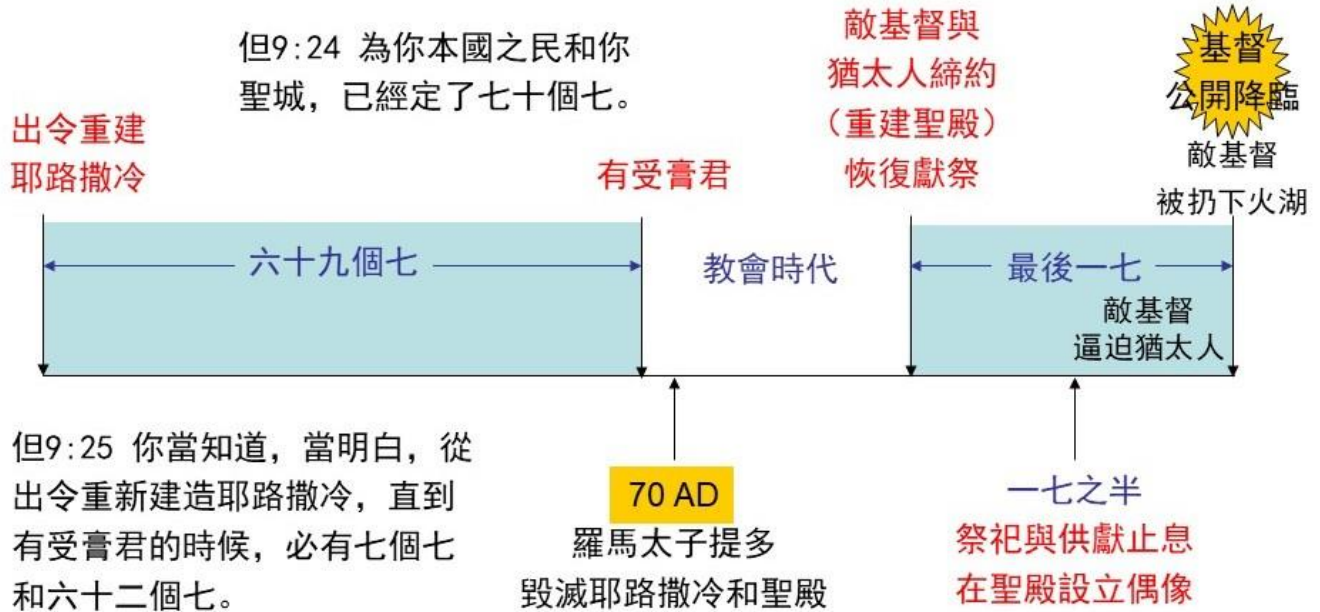 但9:24 為你本國之民和你
聖城，已經定了七十個七。
出令重建
耶路撒冷
有受膏君
敵基督與
猶太人締約
（重建聖殿）
恢復獻祭
基督
公開降臨
敵基督
被扔下火湖
六十九個七
教會時代
最後一七
敵基督
逼迫猶太人
但9:25 你當知道，當明白，從
出令重新建造耶路撒冷，直到
有受膏君的時候，必有七個七
和六十二個七。
70 AD
羅馬太子提多
毀滅耶路撒冷和聖殿
一七之半
祭祀與供獻止息
在聖殿設立偶像